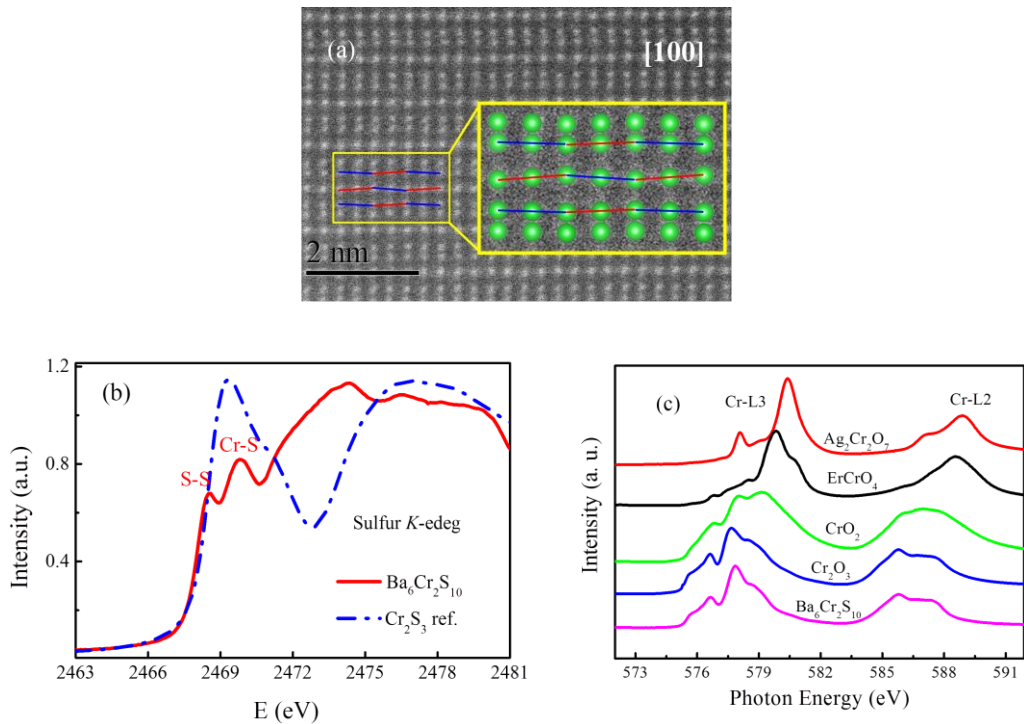 (a)
[100]
2 nm
(b)
1.2
0.8
0.4
Intensity (a.u.)
S-S
Cr-S
Sulfur K-edeg
Ba₆Cr₂S₁₀
Cr₂S₃ ref.
2463 2466 2469 2472 2475 2478 2481
E (eV)
(c)
Intensity (a. u.)
Cr-L3
Cr-L2
Ag₂Cr₂O₇
ErCrO₄
CrO₂
Cr₂O₃
Ba₆Cr₂S₁₀
573 576 579 582 585 588 591
Photon Energy (eV)